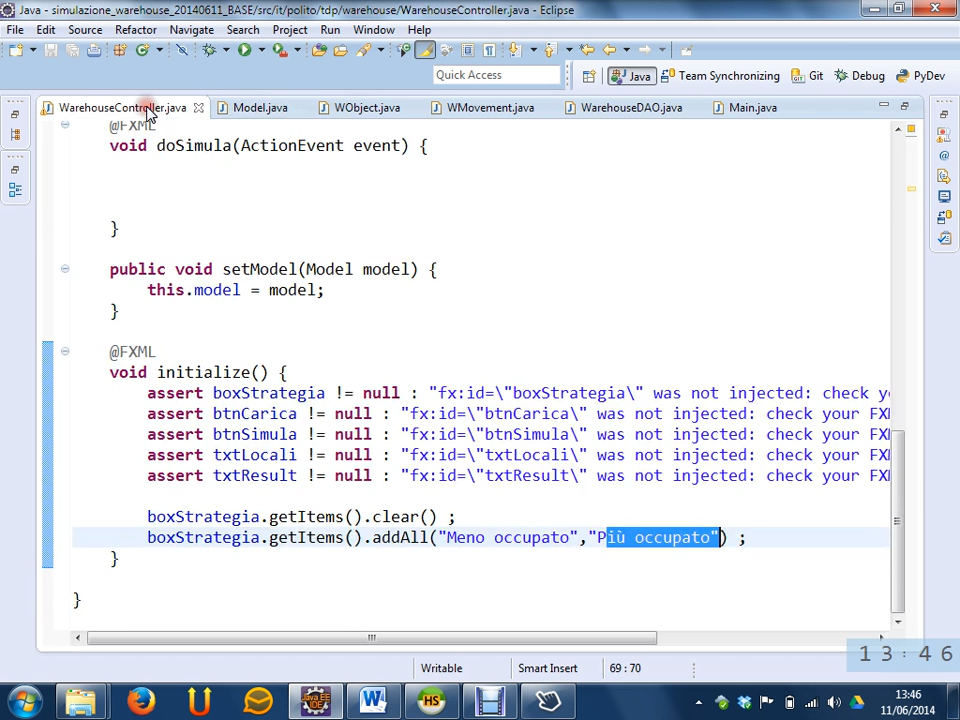 Java - simulazione_warehouse_20140611_BASE/src/it/polito/tdp/warehouse/WarehouseController.java - Eclipse
File Edit Source Refactor Navigate Search Project Run Window Help
Quick Access
Java Team Synchronizing Git Debug PyDev
WarehouseController.java Model.java WObject.java WMovement.java WarehouseDAO.java Main.java
@FXML
void doSimula(ActionEvent event) {
}
public void setModel(Model model) {
this.model = model;
}
@FXML
void initialize() {
assert boxStrategia != null : "fx:id=\"boxStrategia\" was not injected: check yo
assert btnCarica != null : "fx:id=\"btnCarica\" was not injected: check your FXM
assert btnSimula != null : "fx:id=\"btnSimula\" was not injected: check your FXM
assert txtLocali != null : "fx:id=\"txtLocali\" was not injected: check your FXM
assert txtResult != null : "fx:id=\"txtResult\" was not injected: check your FXM
boxStrategia.getItems().clear() ;
boxStrategia.getItems().addAll("Meno occupato","Più occupato") ;
}
}
Writable Smart Insert 69 : 70
13:46
13:46
11/06/2014